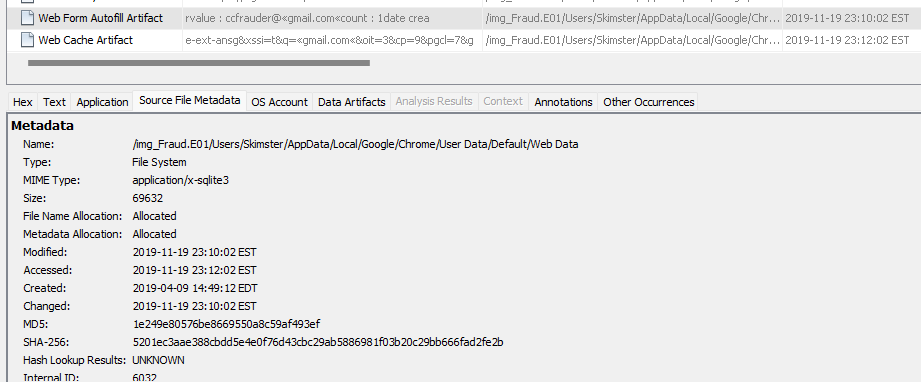 Web Form Autofill Artifact rvalue : ccfrauder@«gmail.com«count : 1date crea /img_Fraud.E01/Users/Skimster/AppData/Local/Google/Chr... 2019-11-19 23:10:02 EST
Web Cache Artifact e-ext-ansg&xssi=t&q=«gmail.com«&oit=3&cp=9&pgcl=7&g /img_Fraud.E01/Users/Skimster/AppData/Local/Google/Chr... 2019-11-19 23:12:02 EST
Hex Text Application Source File Metadata OS Account Data Artifacts Analysis Results Context Annotations Other Occurrences
Metadata
Name: /img_Fraud.E01/Users/Skimster/AppData/Local/Google/Chrome/User Data/Default/Web Data
Type: File System
MIME Type: application/x-sqlite3
Size: 69632
File Name Allocation: Allocated
Metadata Allocation: Allocated
Modified: 2019-11-19 23:10:02 EST
Accessed: 2019-11-19 23:12:02 EST
Created: 2019-04-09 14:49:12 EDT
Changed: 2019-11-19 23:10:02 EST
MD5: 1e249e80576be8669550a8c59af493ef
SHA-256: 5201ec3aae388cbdd5e4e0f76d43cbc29ab5886981f03b20c29bb666fad2fe2b
Hash Lookup Results: UNKNOWN
Internal ID: 6032